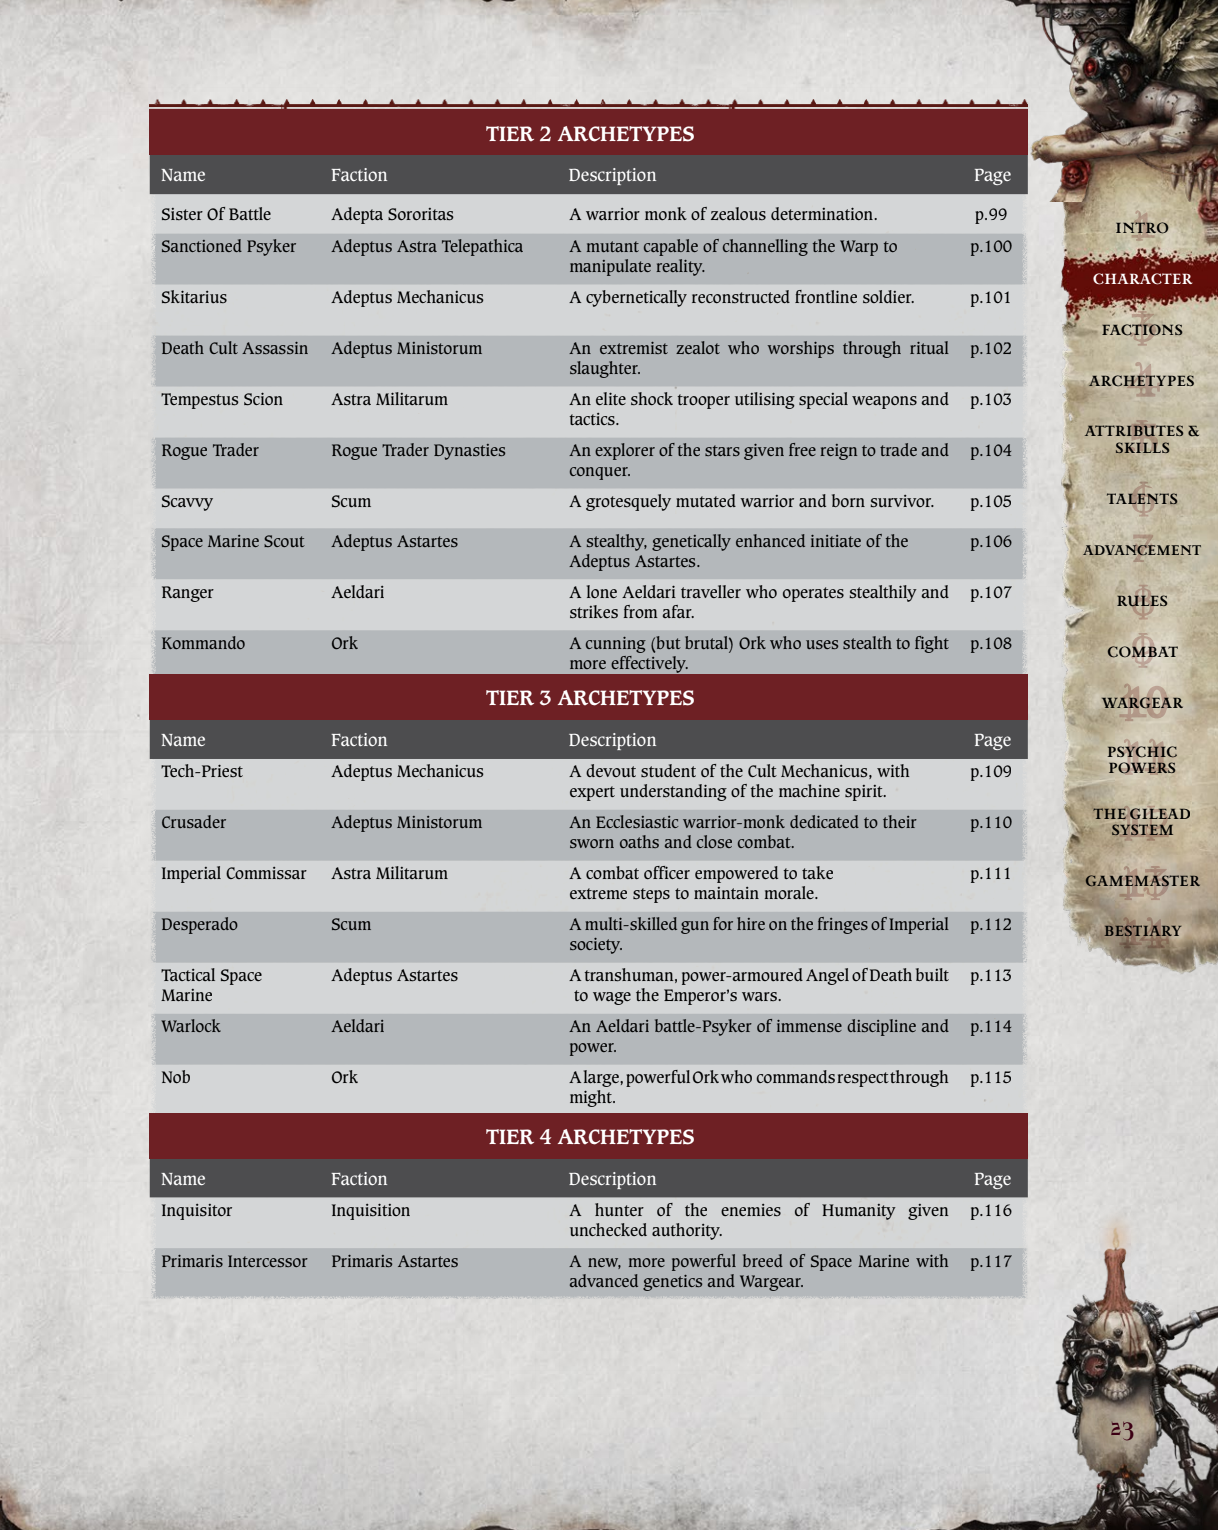 TIER 2 ARCHETYPES
Name Faction Description Page
Sister Of Battle Adepta Sororitas A warrior monk of zealous determination. p.99
Sanctioned Psyker Adeptus Astra Telepathica A mutant capable of channelling the Warp to p.100
manipulate reality.
Skitarius Adeptus Mechanicus A cybernetically reconstructed frontline soldier. p.101
Death Cult Assassin Adeptus Ministorum An extremist zealot who worships through ritual p.102
slaughter.
Tempestus Scion Astra Militarum An elite shock trooper utilising special weapons and p.103
tactics.
Rogue Trader Rogue Trader Dynasties An explorer of the stars given free reign to trade and p.104
conquer.
Scavvy Scum A grotesquely mutated warrior and born survivor. p.105
Space Marine Scout Adeptus Astartes A stealthy, genetically enhanced initiate of the p.106
Adeptus Astartes.
Ranger Aeldari A lone Aeldari traveller who operates stealthily and p.107
strikes from afar.
Kommando Ork A cunning (but brutal) Ork who uses stealth to fight p.108
more effectively.
TIER 3 ARCHETYPES
Name Faction Description Page
Tech-Priest Adeptus Mechanicus A devout student of the Cult Mechanicus, with p.109
expert understanding of the machine spirit.
Crusader Adeptus Ministorum An Ecclesiastic warrior-monk dedicated to their p.110
sworn oaths and close combat.
Imperial Commissar Astra Militarum A combat officer empowered to take p.111
extreme steps to maintain morale.
Desperado Scum A multi-skilled gun for hire on the fringes of Imperial p.112
society.
Tactical Space Adeptus Astartes A transhuman, power-armoured Angel of Death built p.113
Marine to wage the Emperor's wars.
Warlock Aeldari An Aeldari battle-Psyker of immense discipline and p.114
power.
Nob Ork A large, powerful Ork who commands respect through p.115
might.
TIER 4 ARCHETYPES
Name Faction Description Page
Inquisitor Inquisition A hunter of the enemies of Humanity given p.116
unchecked authority.
Primaris Intercessor Primaris Astartes A new, more powerful breed of Space Marine with p.117
advanced genetics and Wargear.
INTRO
CHARACTER
FACTIONS
ARCHETYPES
ATTRIBUTES &
SKILLS
TALENTS
ADVANCEMENT
RULES
COMBAT
WARGEAR
PSYCHIC
POWERS
THE GILEAD
SYSTEM
GAMEMASTER
BESTIARY
23